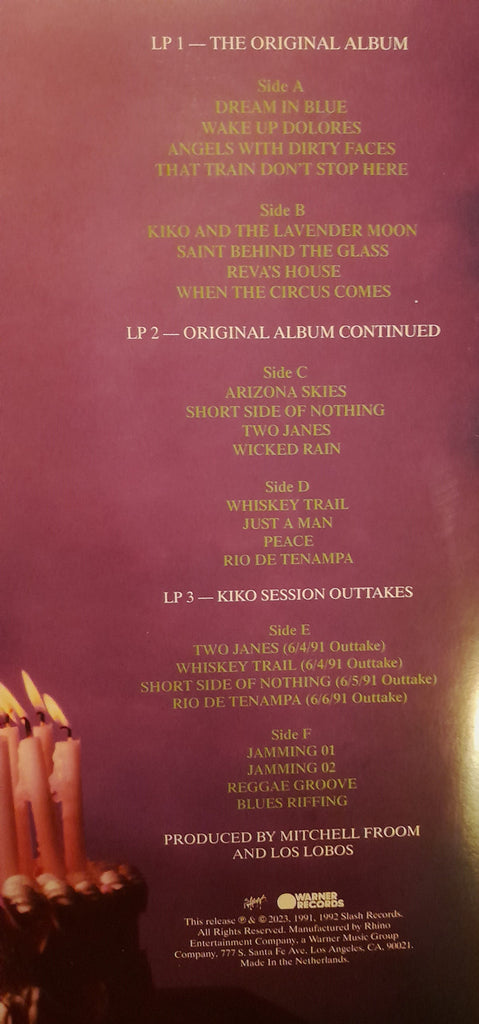 LP 1 — THE ORIGINAL ALBUM
Side A
DREAM IN BLUE
WAKE UP DOLORES
ANGELS WITH DIRTY FACES
THAT TRAIN DON'T STOP HERE
Side B
KIKO AND THE LAVENDER MOON
SAINT BEHIND THE GLASS
REVA'S HOUSE
WHEN THE CIRCUS COMES
LP 2 — ORIGINAL ALBUM CONTINUED
Side C
ARIZONA SKIES
SHORT SIDE OF NOTHING
TWO JANES
WICKED RAIN
Side D
WHISKEY TRAIL
JUST A MAN
PEACE
RIO DE TENAMPA
LP 3 — KIKO SESSION OUTTAKES
Side E
TWO JANES (6/4/91 Outtake)
WHISKEY TRAIL (6/4/91 Outtake)
SHORT SIDE OF NOTHING (6/5/91 Outtake)
RIO DE TENAMPA (6/6/91 Outtake)
Side F
JAMMING 01
JAMMING 02
REGGAE GROOVE
BLUES RIFFING
PRODUCED BY MITCHELL FROOM
AND LOS LOBOS
WARNER
RECORDS
This release ℗ & © 2023, 1991, 1992 Slash Records.
All Rights Reserved. Manufactured by Rhino
Entertainment Company, a Warner Music Group
Company, 777 S. Santa Fe Ave, Los Angeles, CA, 90021.
Made in the Netherlands.